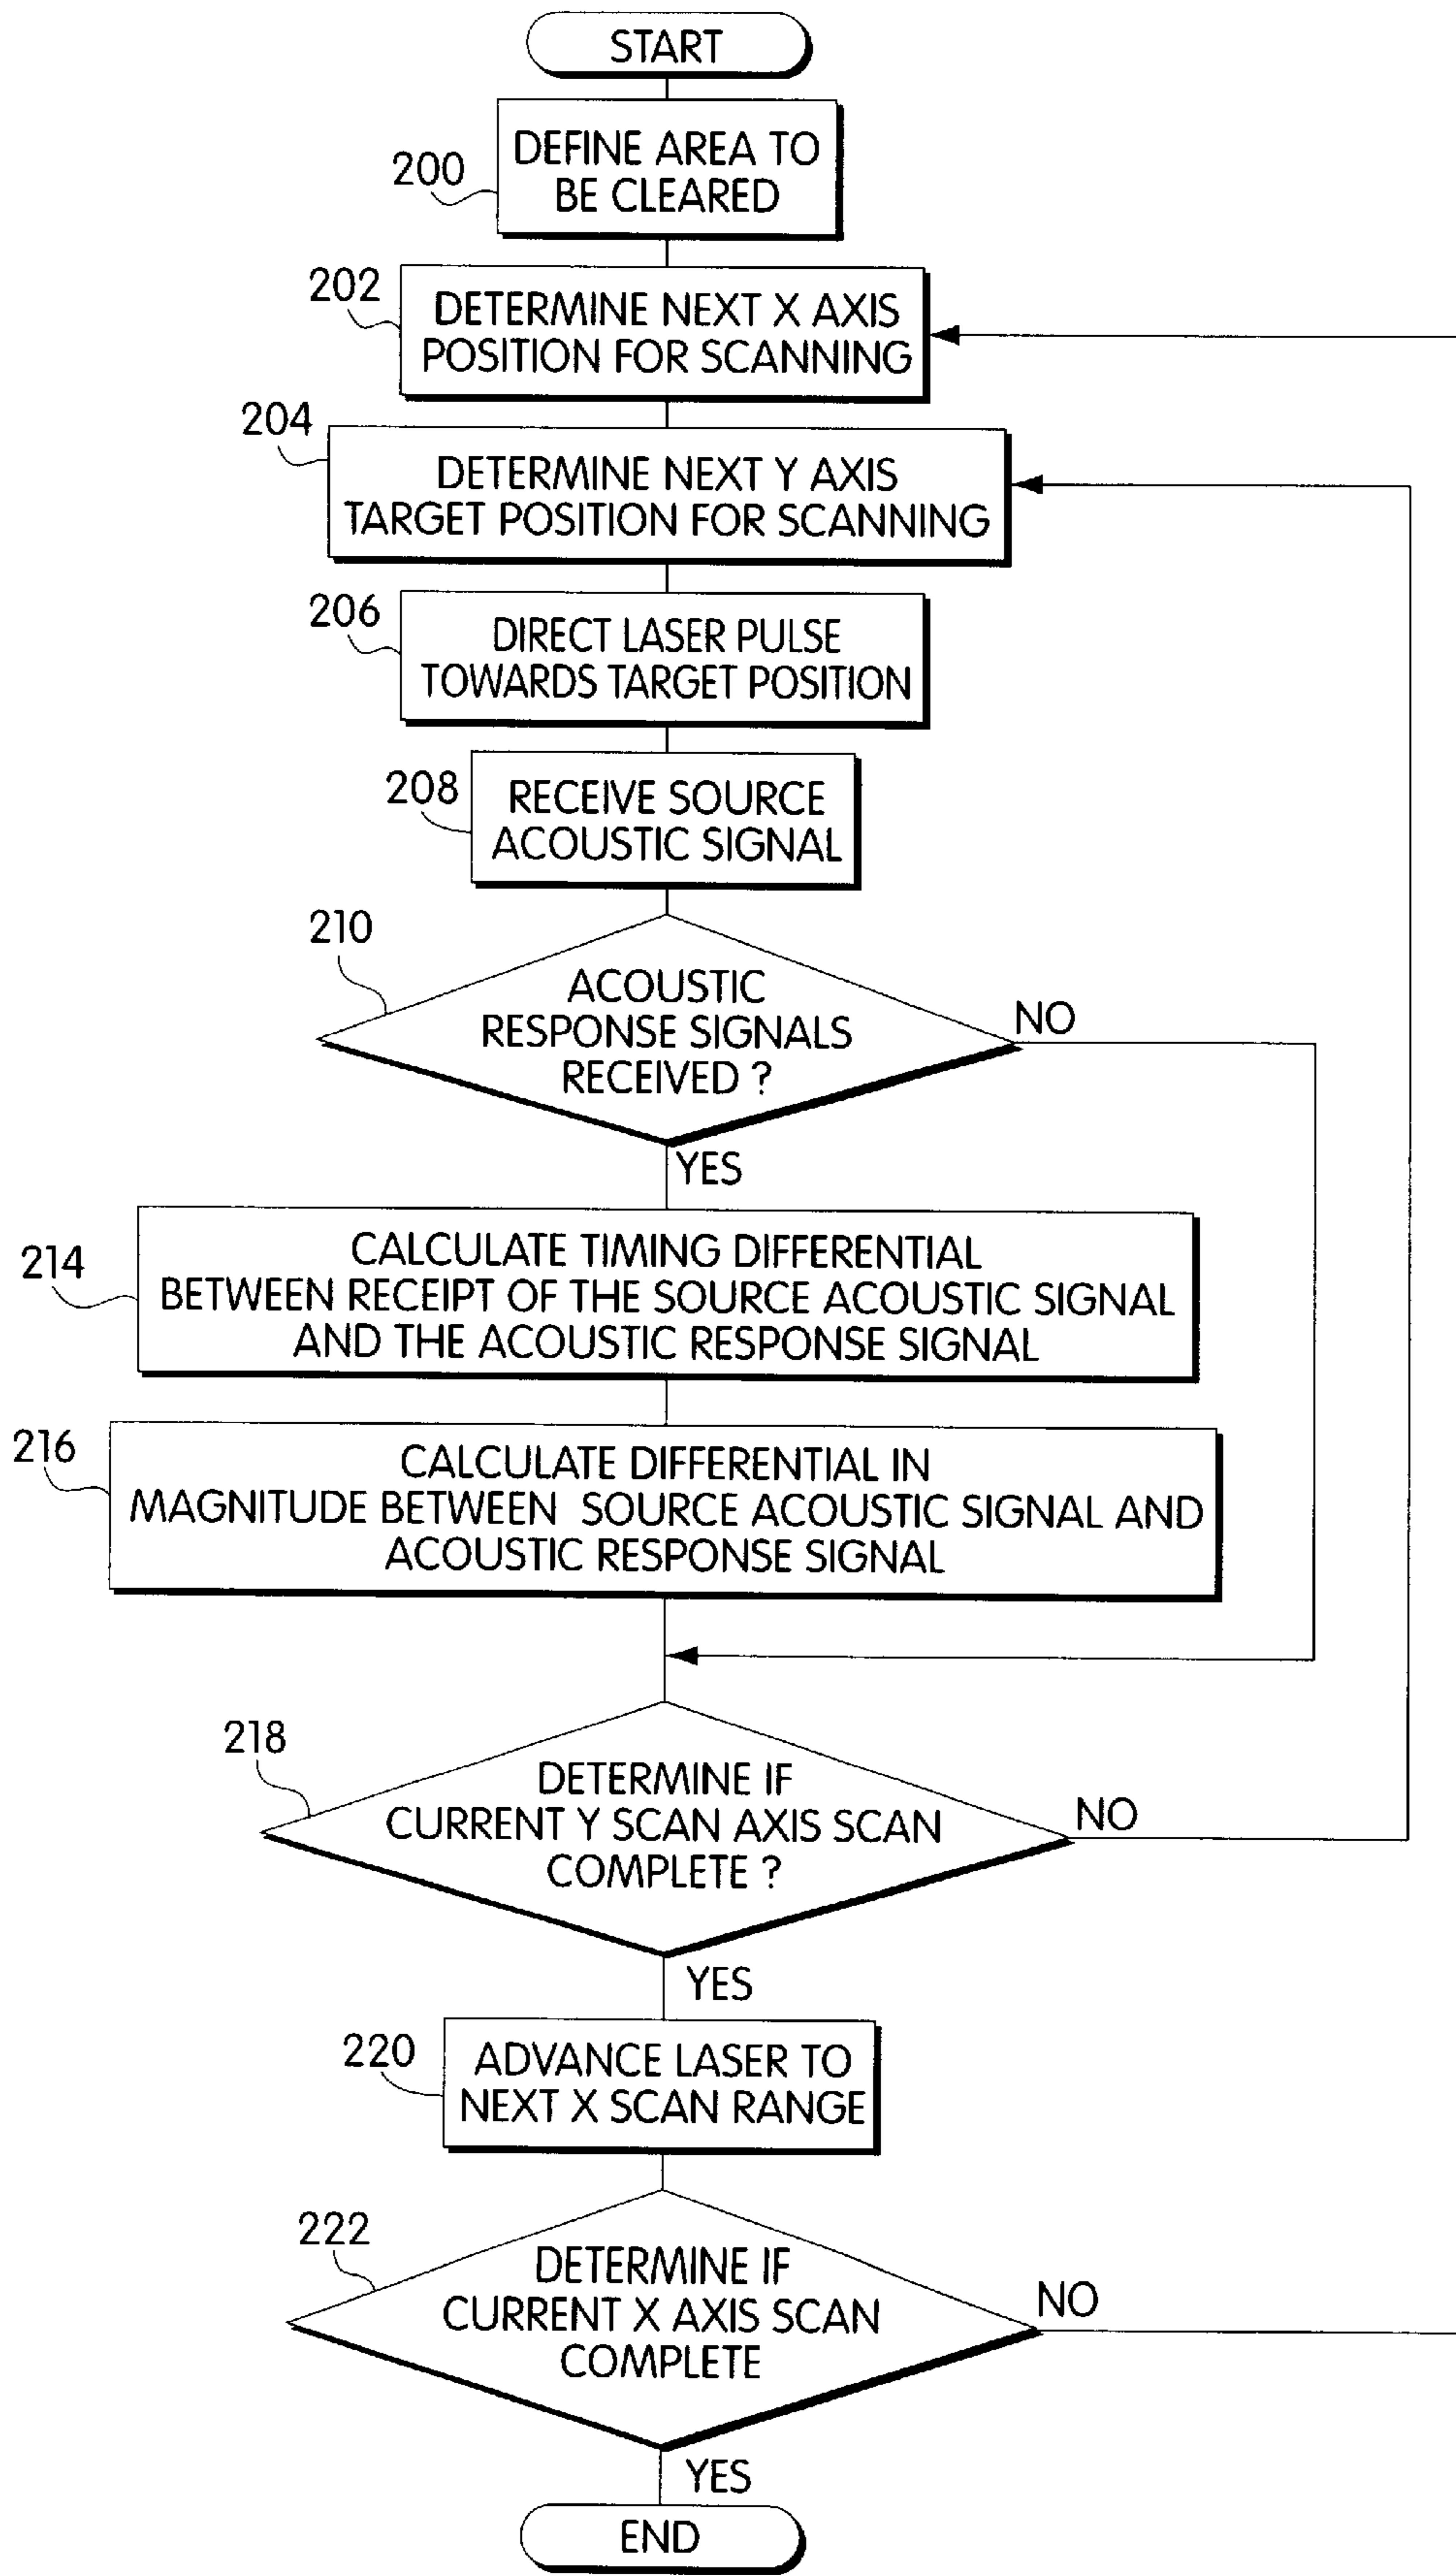 START
200
DEFINE AREA TO
BE CLEARED
202
DETERMINE NEXT X AXIS
POSITION FOR SCANNING
204
DETERMINE NEXT Y AXIS
TARGET POSITION FOR SCANNING
206
DIRECT LASER PULSE
TOWARDS TARGET POSITION
208
RECEIVE SOURCE
ACOUSTIC SIGNAL
210
ACOUSTIC
RESPONSE SIGNALS
RECEIVED ?
NO
YES
214
CALCULATE TIMING DIFFERENTIAL
BETWEEN RECEIPT OF THE SOURCE ACOUSTIC SIGNAL
AND THE ACOUSTIC RESPONSE SIGNAL
216
CALCULATE DIFFERENTIAL IN
MAGNITUDE BETWEEN SOURCE ACOUSTIC SIGNAL AND
ACOUSTIC RESPONSE SIGNAL
218
DETERMINE IF
CURRENT Y SCAN AXIS SCAN
COMPLETE ?
NO
YES
220
ADVANCE LASER TO
NEXT X SCAN RANGE
222
DETERMINE IF
CURRENT X AXIS SCAN
COMPLETE
NO
YES
END